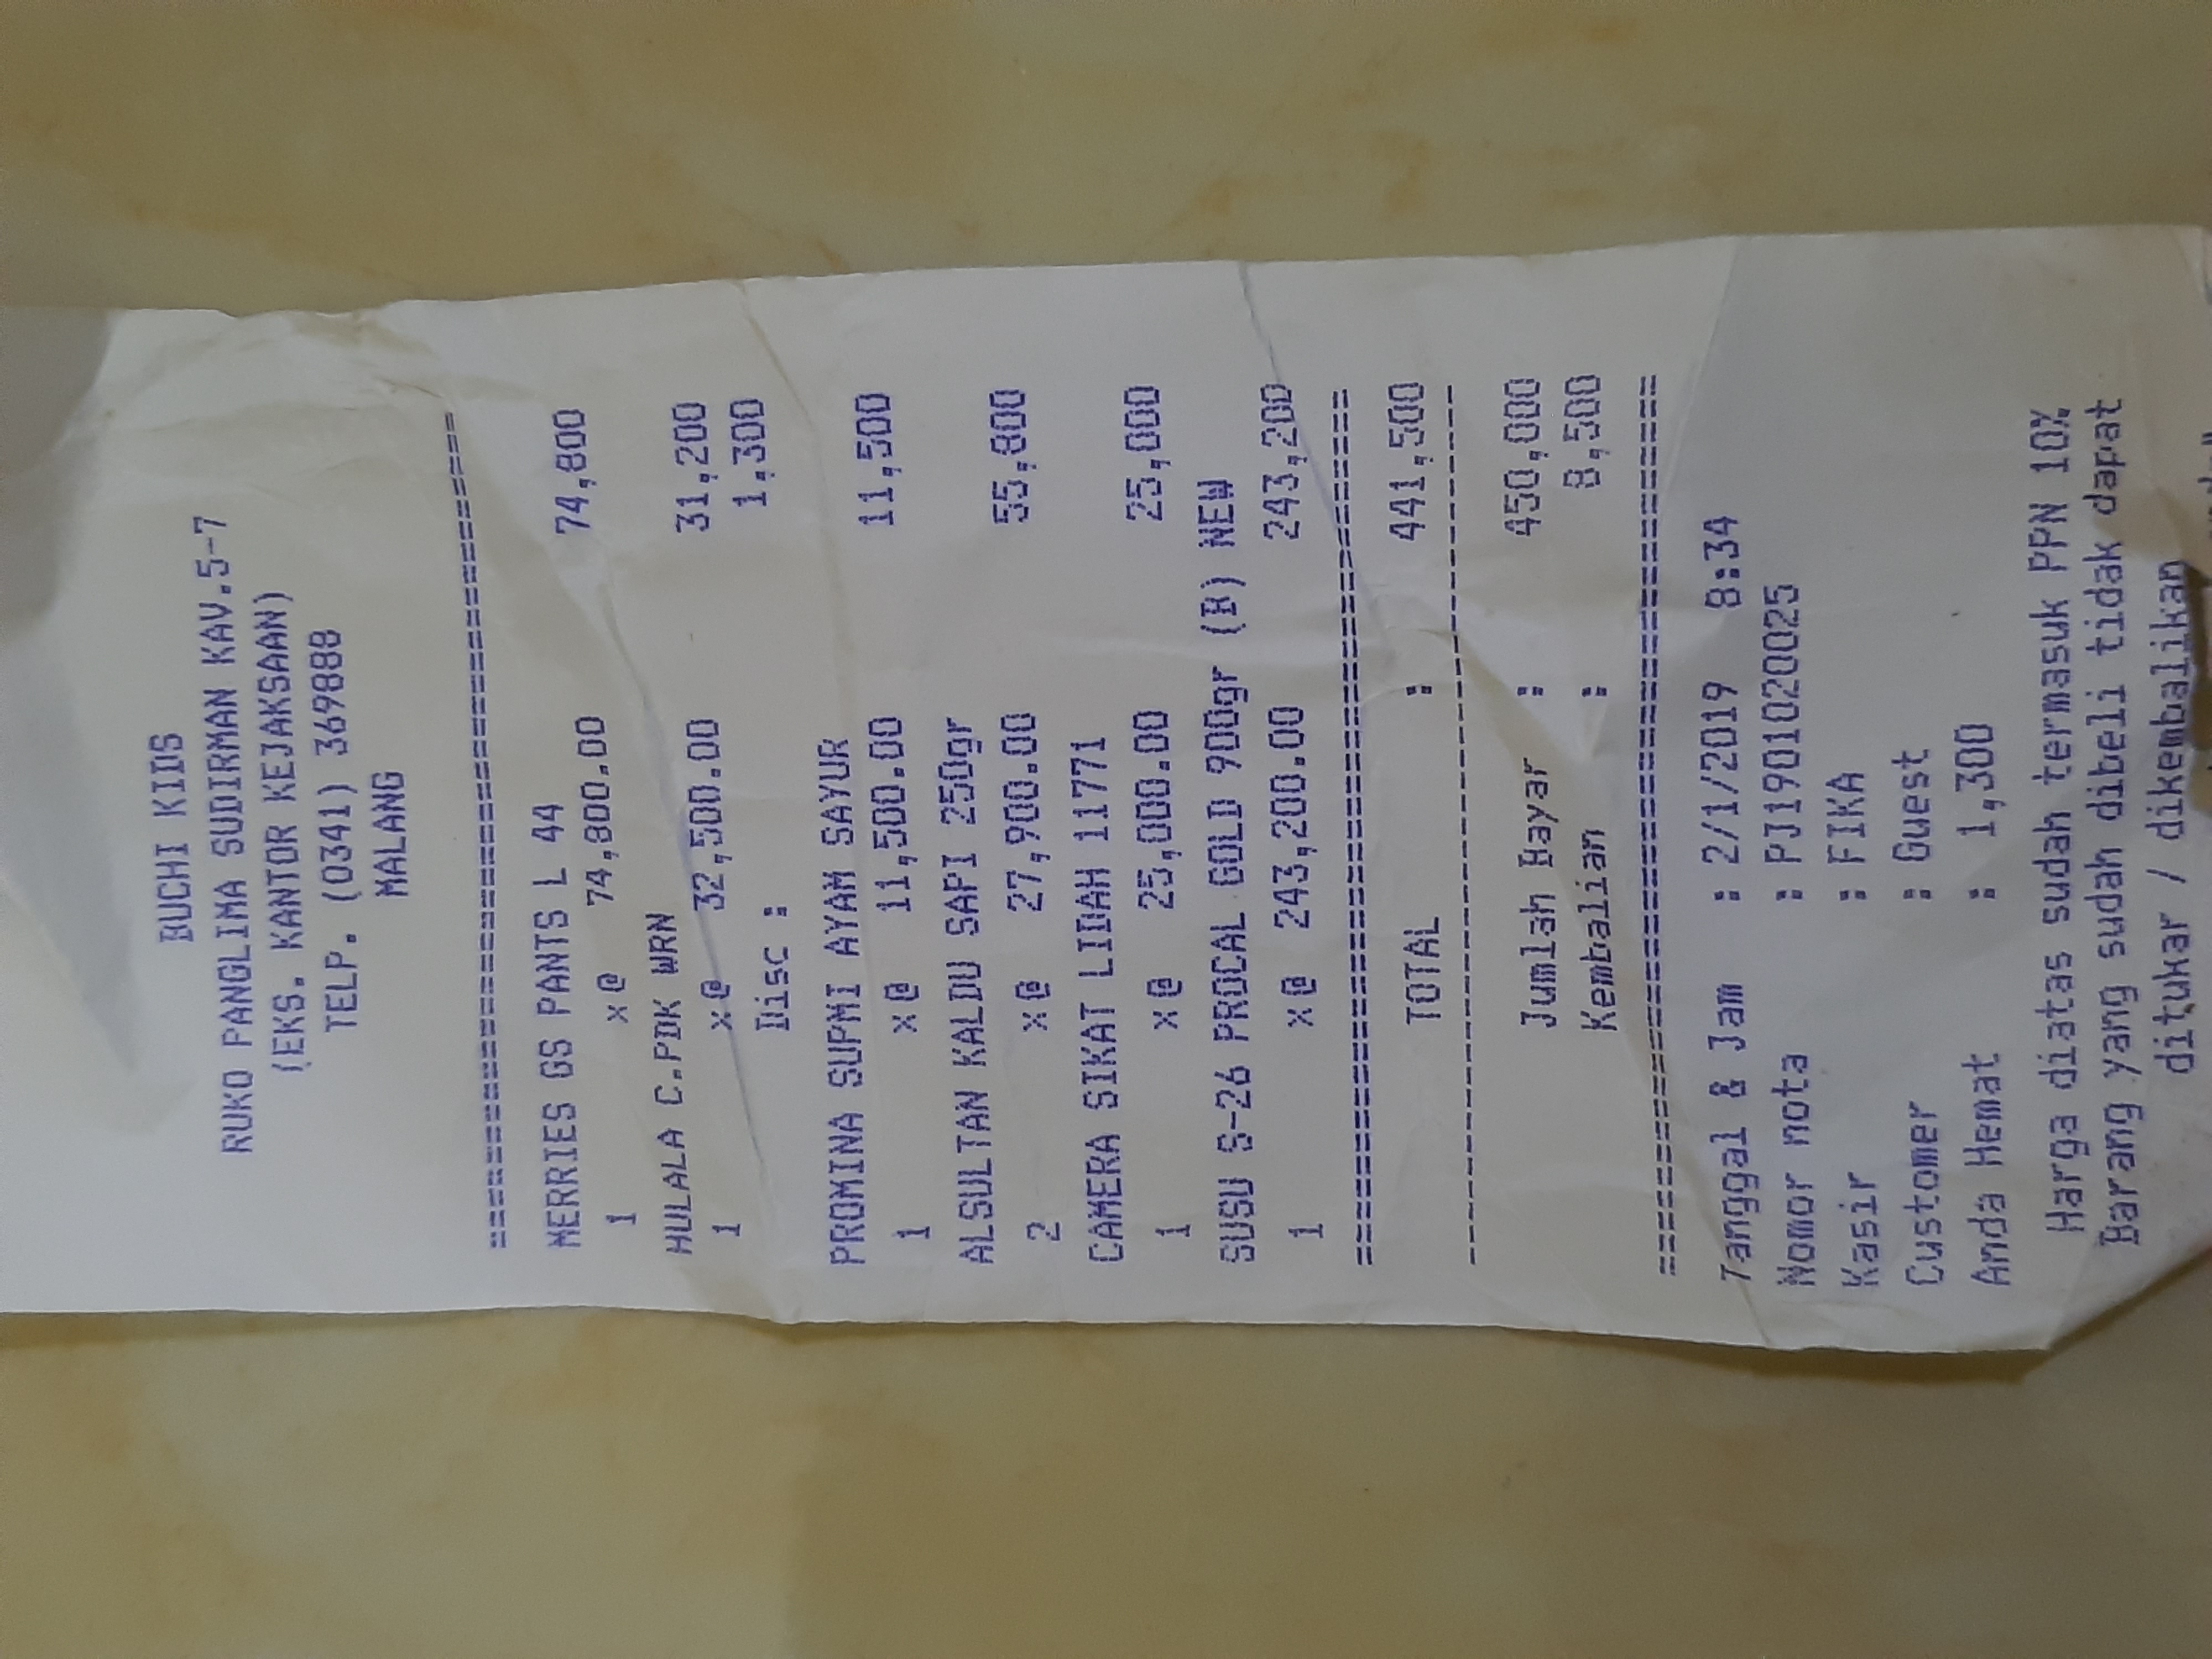 BUCHI KIDS
RUKO PANGLIMA SUDIRMAN KAV.5-7
(EKS. KANTOR KEJAKSAAN)
TELP. (0341) 369888
MALANG
========================================
MERRIES GS PANTS L 44
1 x@ 74,800.00 74,800
HULALA C.PDK WRN
1 x@ 32,500.00 31,200
Disc : 1,300
PROMINA SUPMI AYAM SAYUR
1 x@ 11,500.00 11,500
ALSULTAN KALDU SAPI 250gr
2 x@ 27,900.00 55,800
CAMERA SIKAT LIDAH 11771
1 x@ 25,000.00 25,000
SUSU S-26 PROCAL GOLD 900gr (B) NEW
1 x@ 243,200.00 243,200
========================================
TOTAL : 441,500
----------------------------------------
Jumlah Bayar : 450,000
Kembalian : 8,500
========================================
Tanggal & Jam : 2/1/2019 8:34
Nomor nota : PJ1901020025
Kasir : FIKA
Customer : Guest
Anda Hemat : 1,300
Harga diatas sudah termasuk PPN 10%
Barang yang sudah dibeli tidak dapat
ditukar / dikembalikan